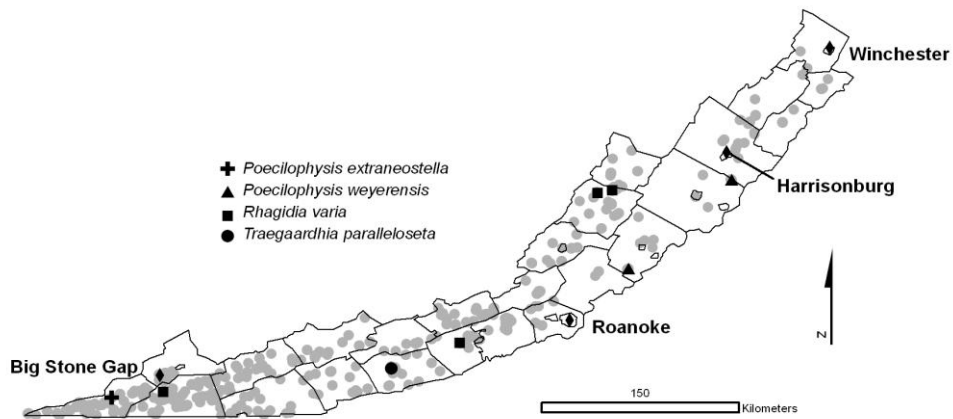 Winchester
Poecilophysis extraneostella
Poecilophysis weyerensis
Rhagidia varia
Traegaardhia paralleloseta
Harrisonburg
Roanoke
Big Stone Gap
N
150
Kilometers